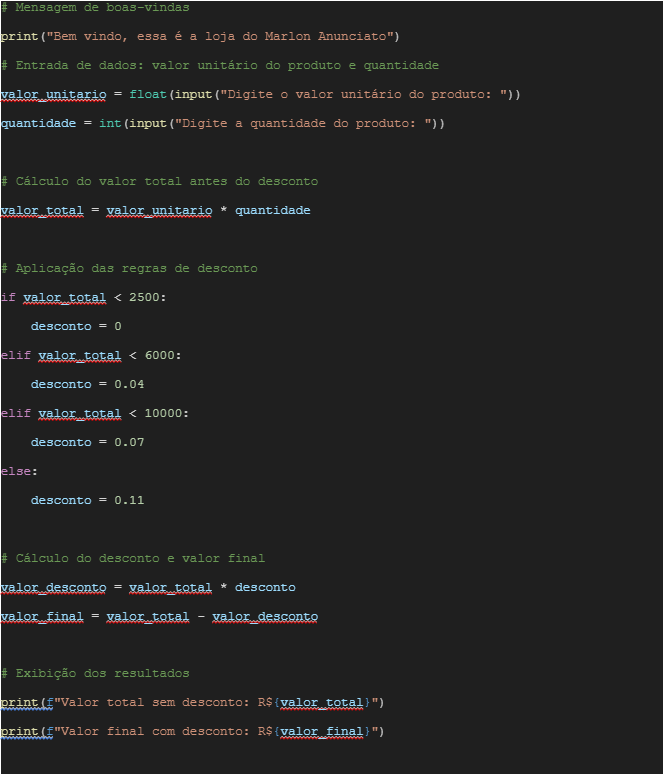 # Mensagem de boas-vindas
print("Bem vindo, essa é a loja do Marlon Anunciato")
# Entrada de dados: valor unitário do produto e quantidade
valor_unitario = float(input("Digite o valor unitário do produto: "))
quantidade = int(input("Digite a quantidade do produto: "))
# Cálculo do valor total antes do desconto
valor_total = valor_unitario * quantidade
# Aplicação das regras de desconto
if valor_total < 2500:
    desconto = 0
elif valor_total < 6000:
    desconto = 0.04
elif valor_total < 10000:
    desconto = 0.07
else:
    desconto = 0.11
# Cálculo do desconto e valor final
valor_desconto = valor_total * desconto
valor_final = valor_total - valor_desconto
# Exibição dos resultados
print(f"Valor total sem desconto: R${valor_total}")
print(f"Valor final com desconto: R${valor_final}")